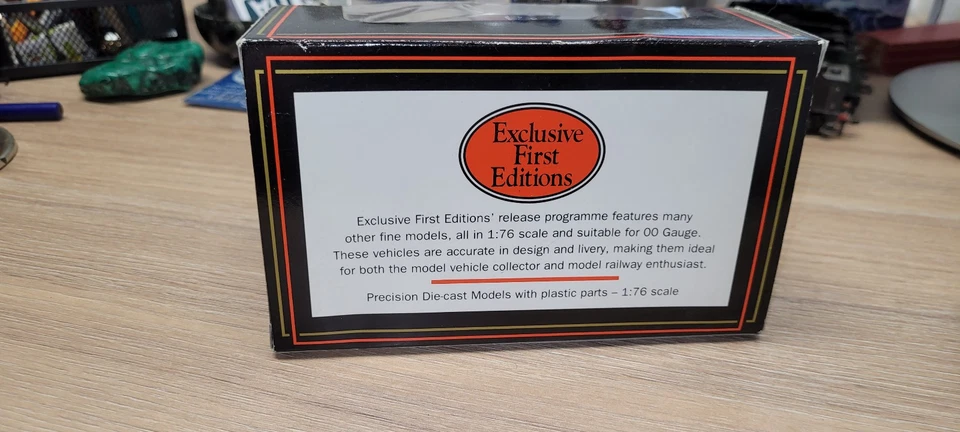 Exclusive
First
Editions
Exclusive First Editions' release programme features many
other fine models, all in 1:76 scale and suitable for 00 Gauge.
These vehicles are accurate in design and livery, making them ideal
for both the model vehicle collector and model railway enthusiast.
Precision Die-cast Models with plastic parts – 1:76 scale